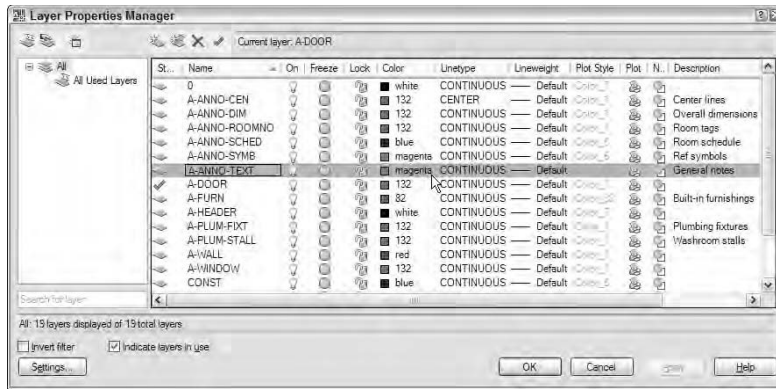 Layer Properties Manager
Current layer: A-DOOR
All
All Used Layers
St... Name On Freeze Lock Color Linetype Lineweight Plot Style Plot N.. Description
0 white CONTINUOUS Default Color_7
A-ANNO-CEN 132 CENTER Default Center lines
A-ANNO-DIM 132 CONTINUOUS Default Overall dimensions
A-ANNO-ROOMNO 132 CONTINUOUS Default Room tags
A-ANNO-SCHED blue CONTINUOUS Default Color_5 Room schedule
A-ANNO-SYMB magenta CONTINUOUS Default Color_6 Ref symbols
A-ANNO-TEXT magenta CONTINUOUS Default General notes
A-DOOR 132 CONTINUOUS Default
A-FURN 82 CONTINUOUS Default Built-in furnishings
A-HEADER white CONTINUOUS Default Color_7
A-PLUM-FIXT 132 CONTINUOUS Default Plumbing fixtures
A-PLUM-STALL 132 CONTINUOUS Default Washroom stalls
A-WALL red CONTINUOUS Default
A-WINDOW 132 CONTINUOUS Default
CONST blue CONTINUOUS Default Color_5
Search for layer
All: 19 layers displayed of 19 total layers
Invert filter Indicate layers in use
Settings... OK Cancel Help